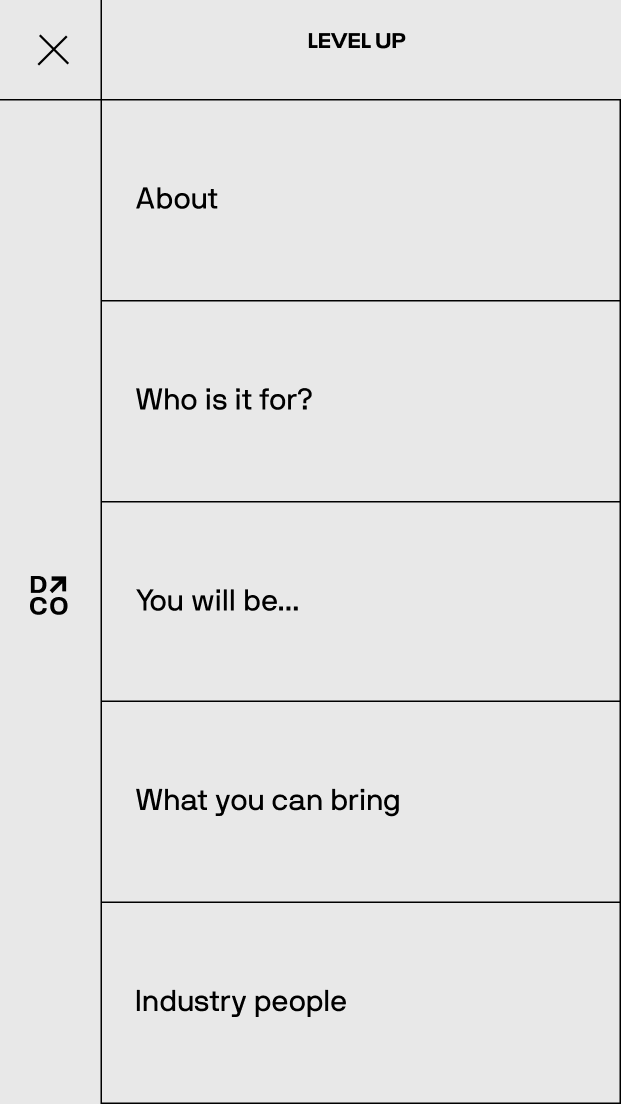 LEVEL UP
About
Who is it for?
You will be...
D↗
CO
What you can bring
Industry people